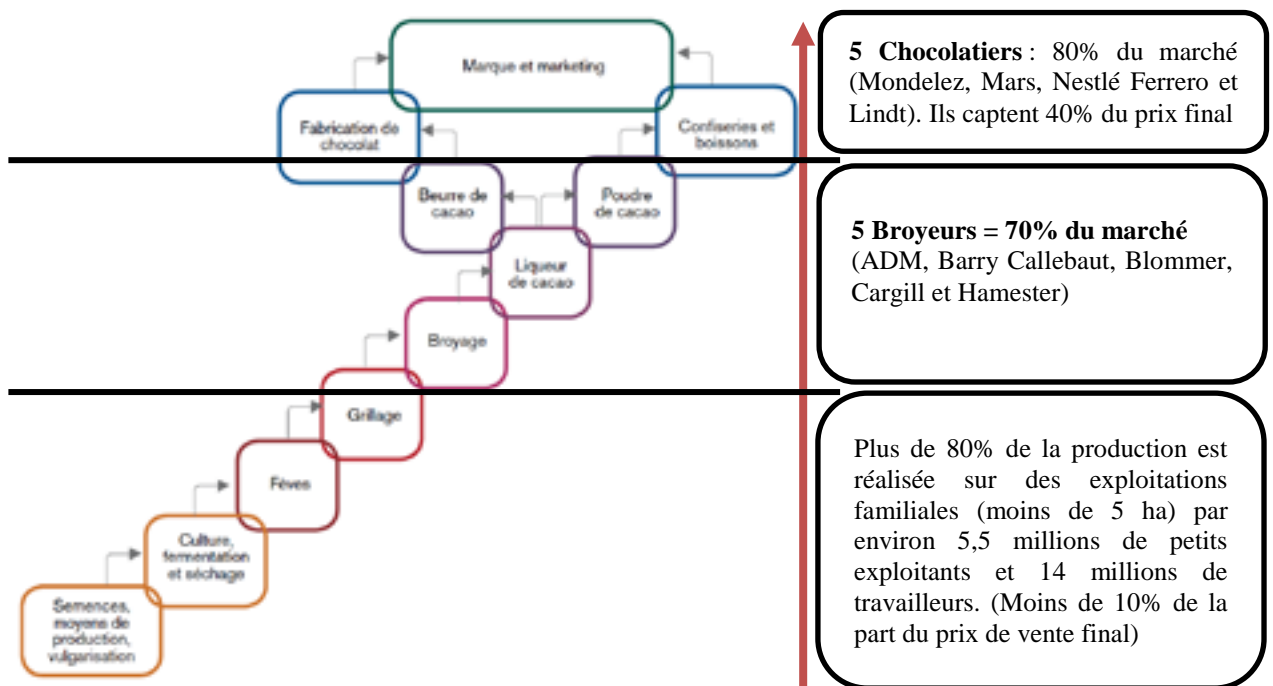 Marque et marketing
Fabrication de
chocolat
Confiseries et
boissons
Beurre de
cacao
Poudre
de cacao
Liqueur
de cacao
Broyage
Grillage
Fèves
Culture,
fermentation
et séchage
Semences,
moyens de
production,
vulgarisation
5 Chocolatiers : 80% du marché
(Mondelez, Mars, Nestlé Ferrero et
Lindt). Ils captent 40% du prix final
5 Broyeurs = 70% du marché
(ADM, Barry Callebaut, Blommer,
Cargill et Hamester)
Plus de 80% de la production est
réalisée sur des exploitations
familiales (moins de 5 ha) par
environ 5,5 millions de petits
exploitants et 14 millions de
travailleurs. (Moins de 10% de la
part du prix de vente final)